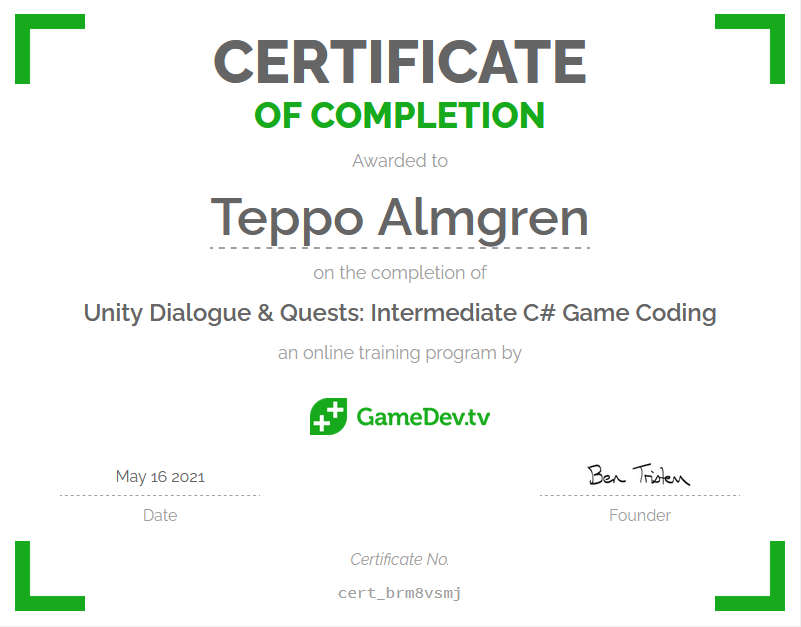 CERTIFICATE
OF COMPLETION
Awarded to
Teppo Almgren
on the completion of
Unity Dialogue & Quests: Intermediate C# Game Coding
an online training program by
GameDev.tv
May 16 2021
Date
Ben Tristem
Founder
Certificate No.
cert_brm8vsmj